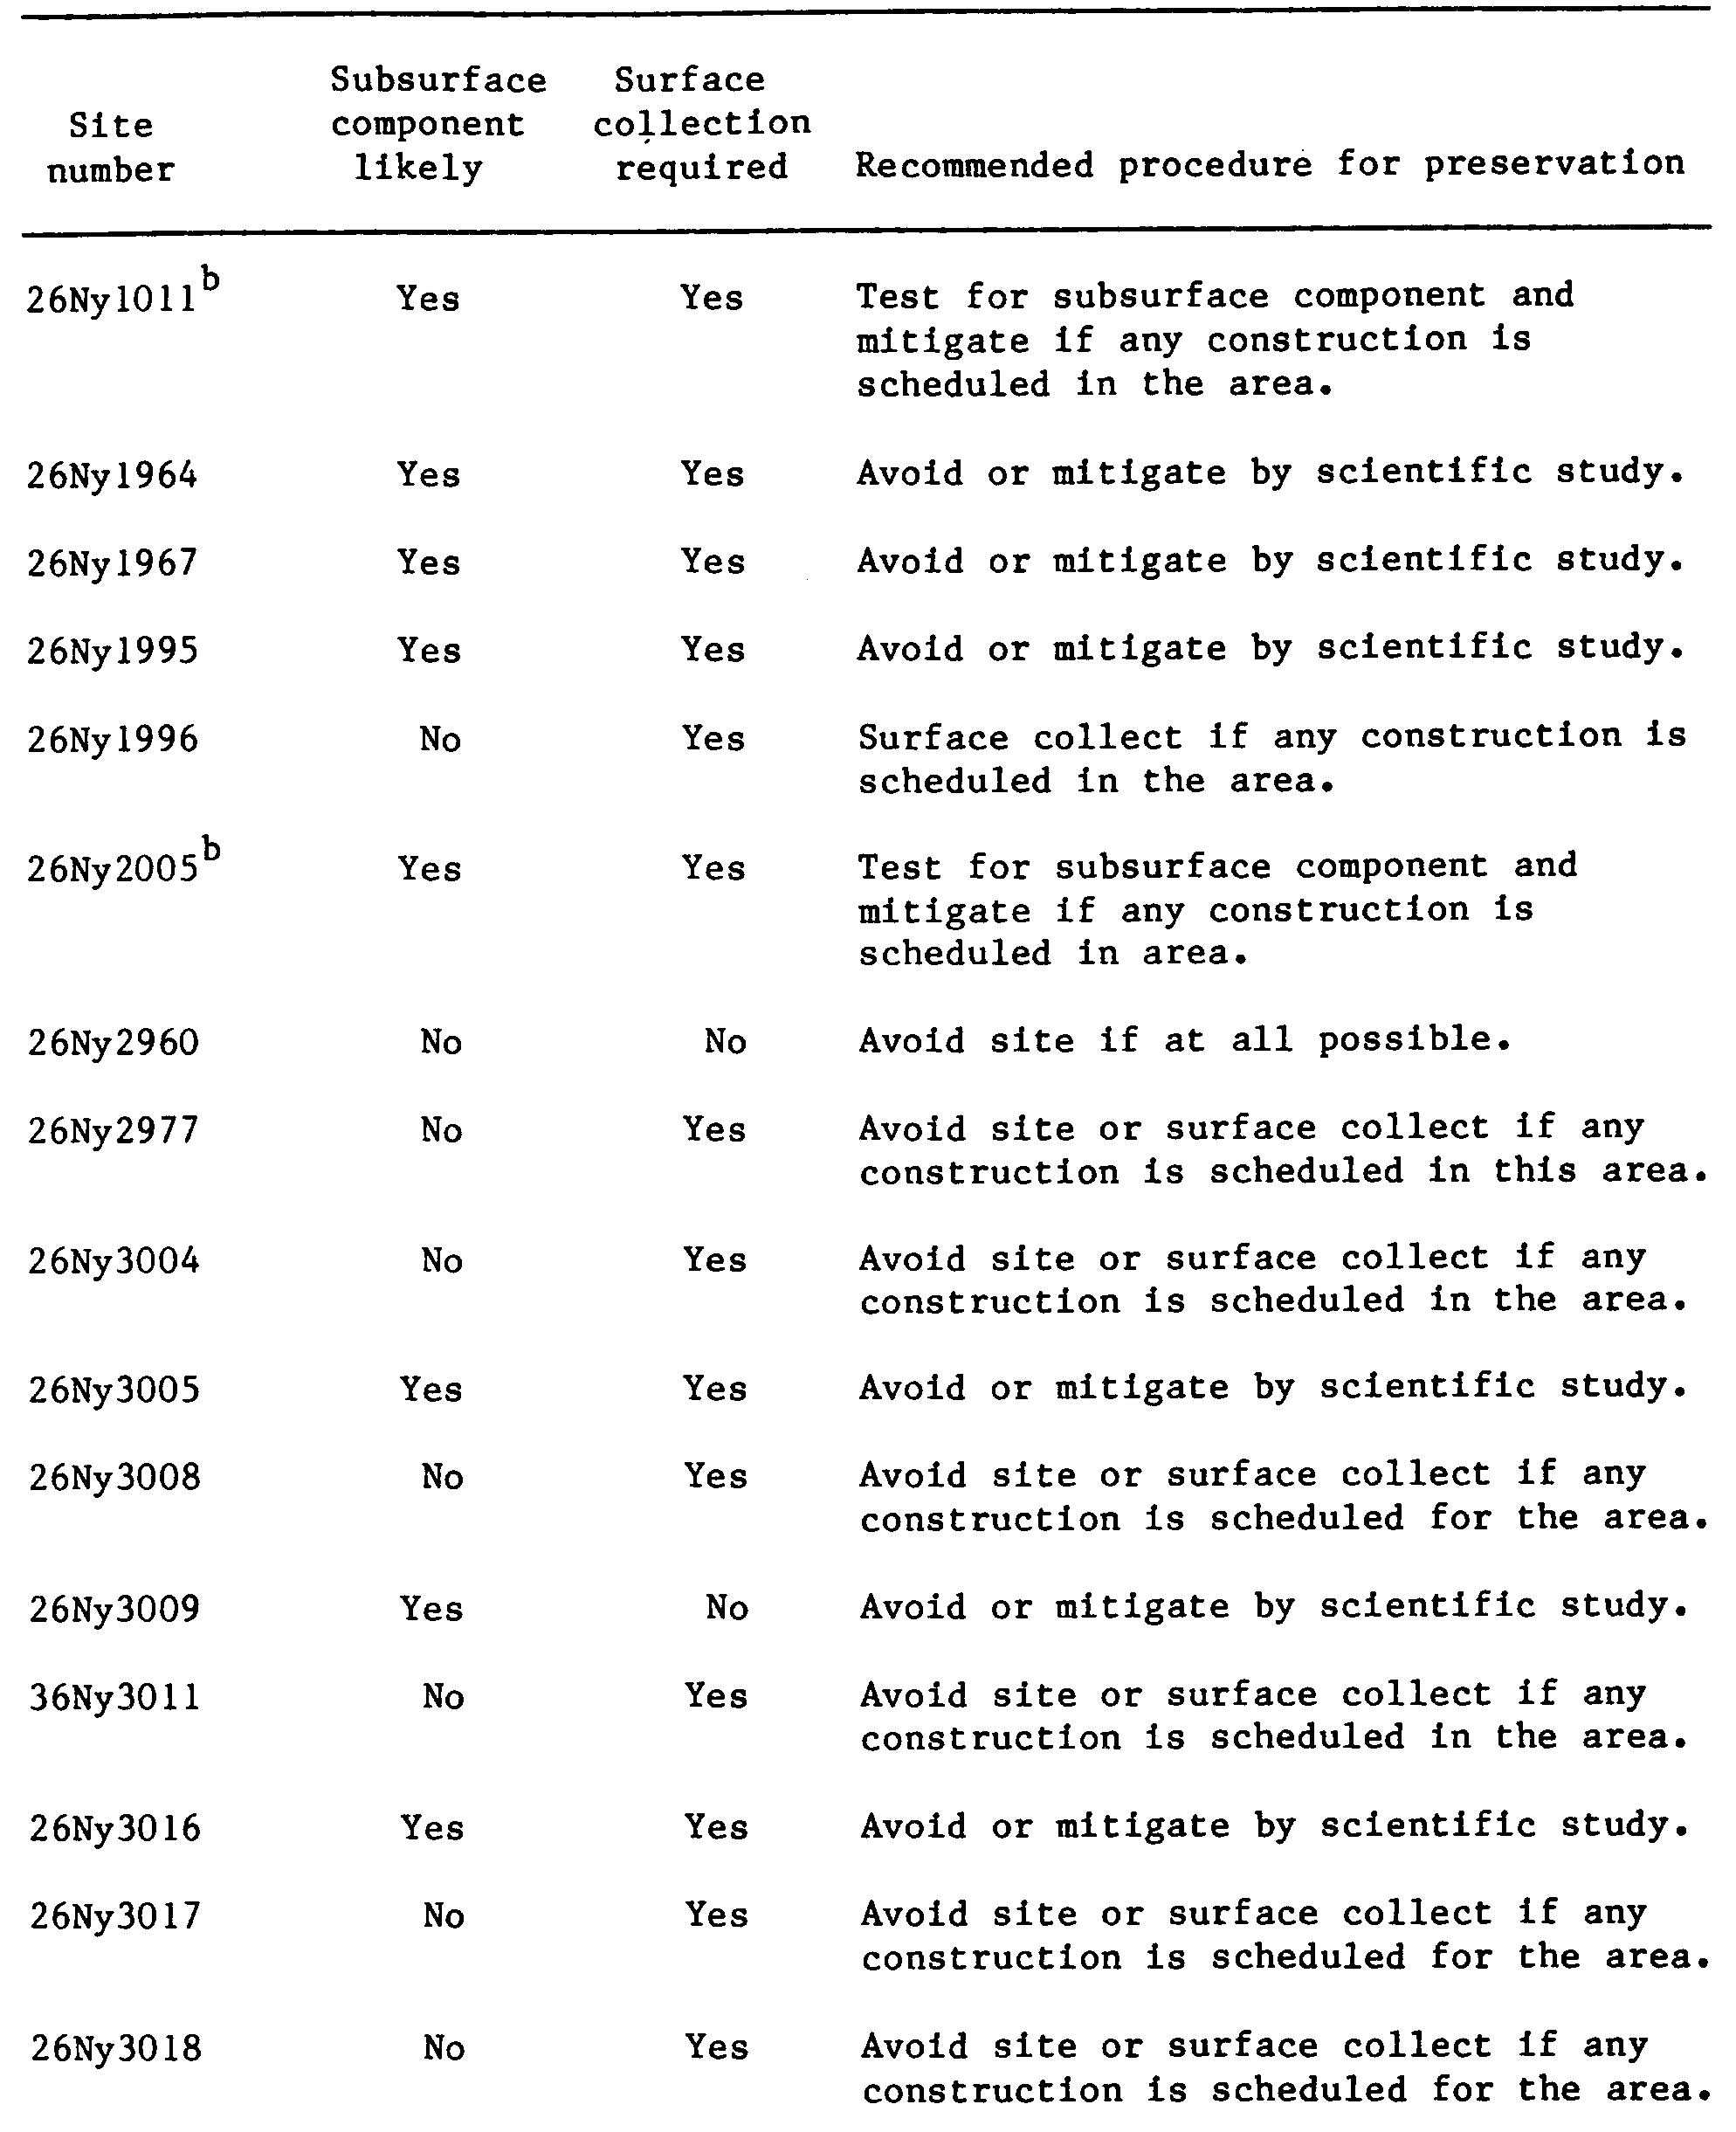 Subsurface Surface
Site component collection
number likely required Recommended procedure for preservation
26Ny1011b Yes Yes Test for subsurface component and
mitigate if any construction is
scheduled in the area.
26Ny1964 Yes Yes Avoid or mitigate by scientific study.
26Ny1967 Yes Yes Avoid or mitigate by scientific study.
26Ny1995 Yes Yes Avoid or mitigate by scientific study.
26Ny1996 No Yes Surface collect if any construction is
scheduled in the area.
26Ny2005b Yes Yes Test for subsurface component and
mitigate if any construction is
scheduled in area.
26Ny2960 No No Avoid site if at all possible.
26Ny2977 No Yes Avoid site or surface collect if any
construction is scheduled in this area.
26Ny3004 No Yes Avoid site or surface collect if any
construction is scheduled in the area.
26Ny3005 Yes Yes Avoid or mitigate by scientific study.
26Ny3008 No Yes Avoid site or surface collect if any
construction is scheduled for the area.
26Ny3009 Yes No Avoid or mitigate by scientific study.
36Ny3011 No Yes Avoid site or surface collect if any
construction is scheduled in the area.
26Ny3016 Yes Yes Avoid or mitigate by scientific study.
26Ny3017 No Yes Avoid site or surface collect if any
construction is scheduled for the area.
26Ny3018 No Yes Avoid site or surface collect if any
construction is scheduled for the area.